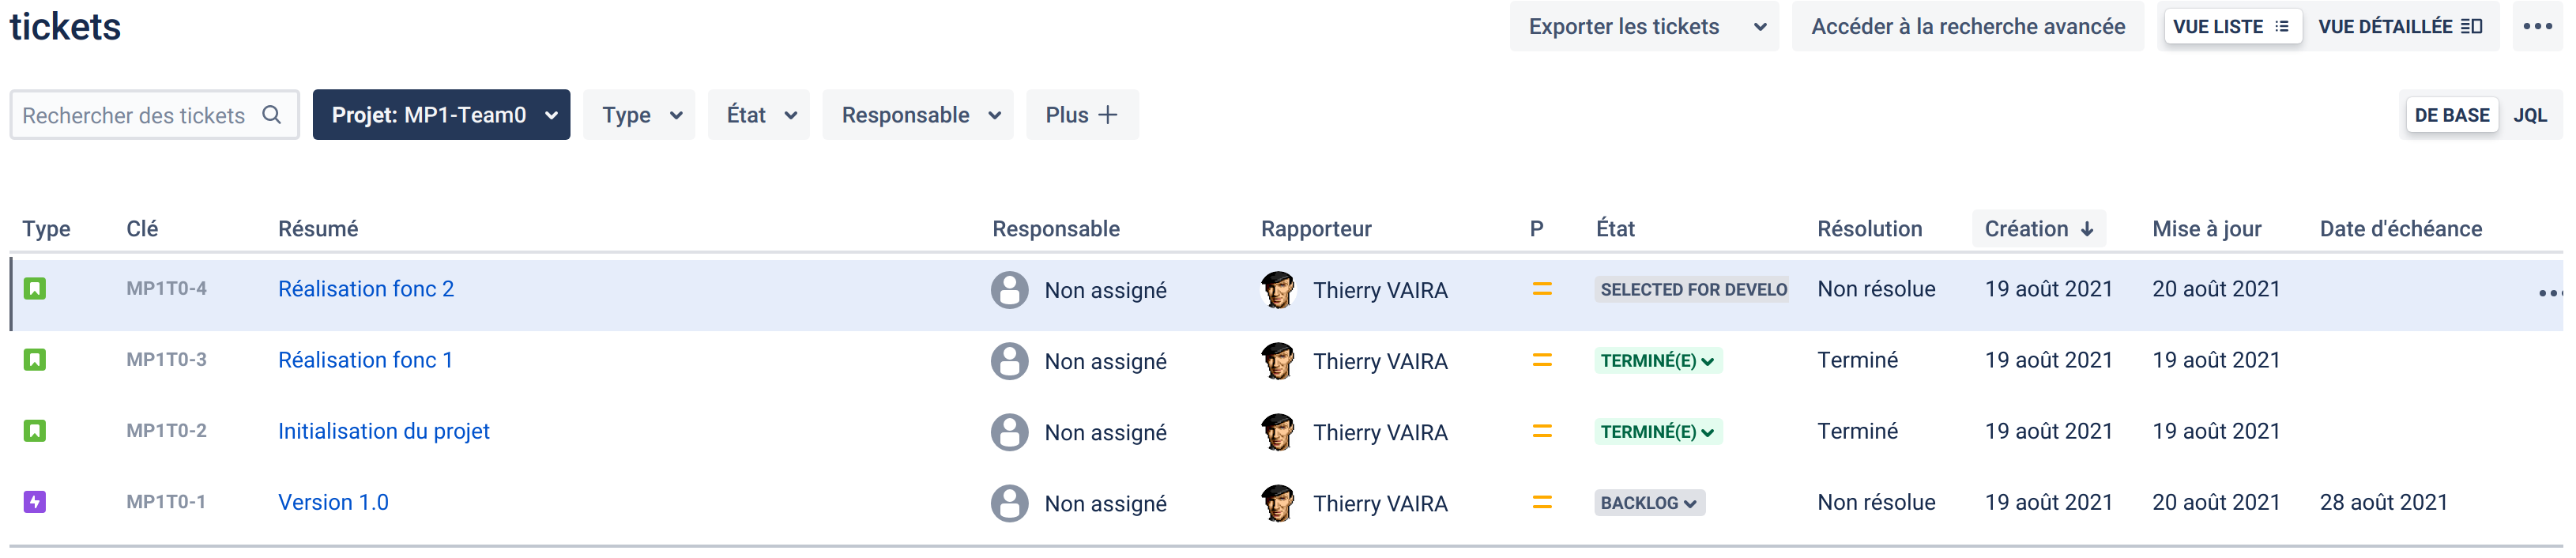 tickets
Exporter les tickets
Accéder à la recherche avancée
VUE LISTE
VUE DÉTAILLÉE
Rechercher des tickets
Projet: MP1-Team0
Type
État
Responsable
Plus
DE BASE
JQL
Type Clé Résumé Responsable Rapporteur P État Résolution Création Mise à jour Date d'échéance
MP1T0-4 Réalisation fonc 2 Non assigné Thierry VAIRA SELECTED FOR DEVELO Non résolue 19 août 2021 20 août 2021
MP1T0-3 Réalisation fonc 1 Non assigné Thierry VAIRA TERMINÉ(E) Terminé 19 août 2021 19 août 2021
MP1T0-2 Initialisation du projet Non assigné Thierry VAIRA TERMINÉ(E) Terminé 19 août 2021 19 août 2021
MP1T0-1 Version 1.0 Non assigné Thierry VAIRA BACKLOG Non résolue 19 août 2021 20 août 2021 28 août 2021